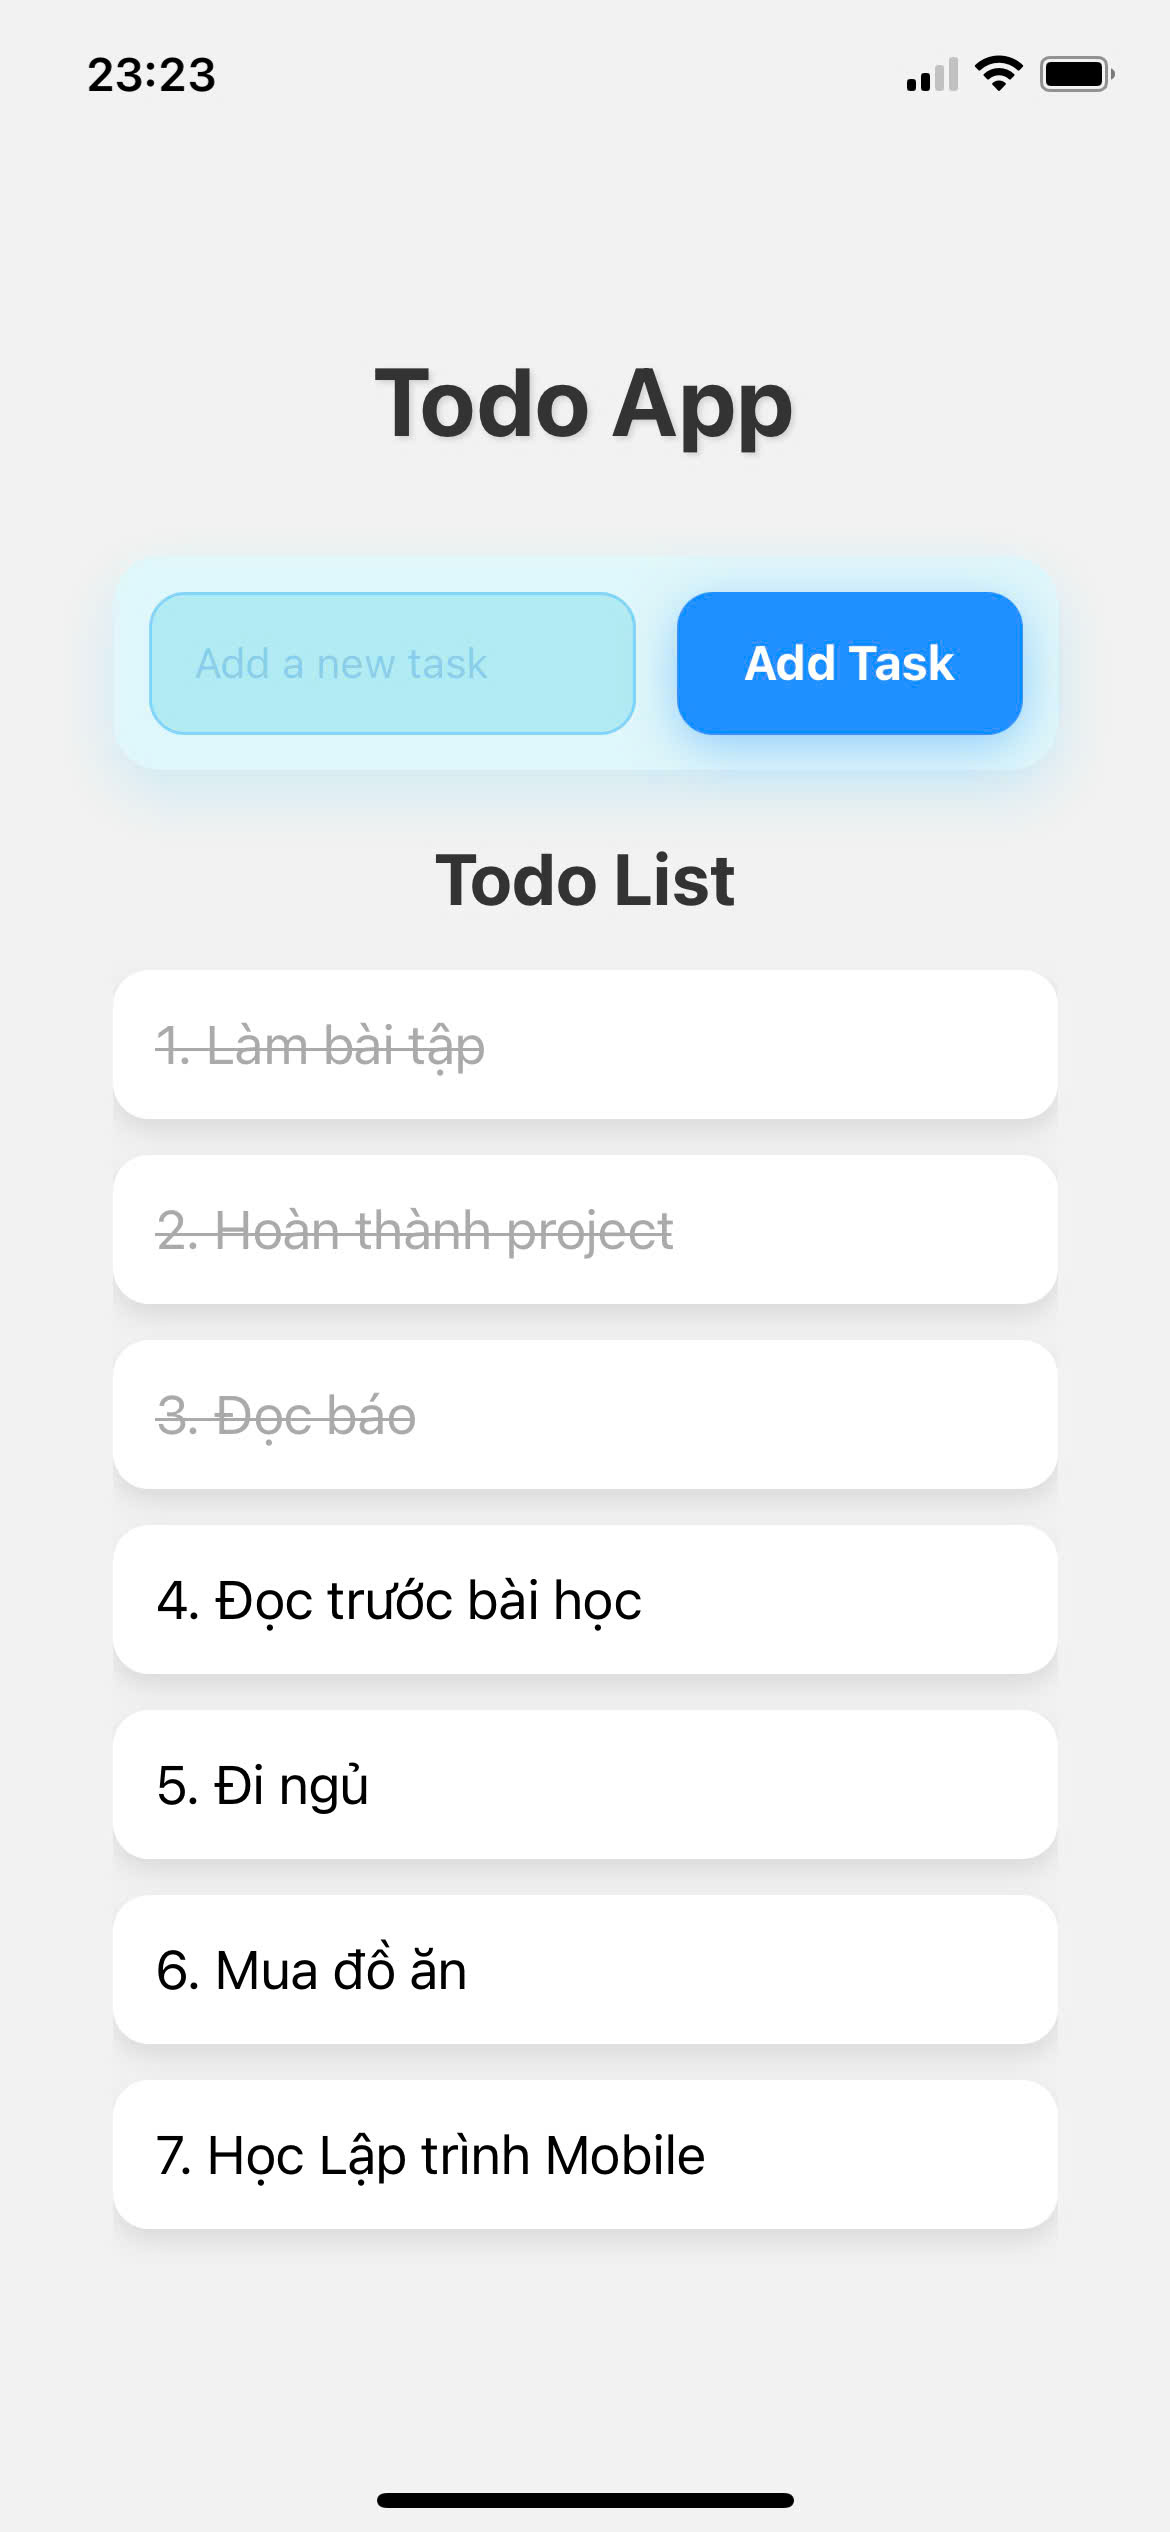 23:23
Todo App
Add a new task
Add Task
Todo List
1. Làm bài tập
2. Hoàn thành project
3. Đọc báo
4. Đọc trước bài học
5. Đi ngủ
6. Mua đồ ăn
7. Học Lập trình Mobile